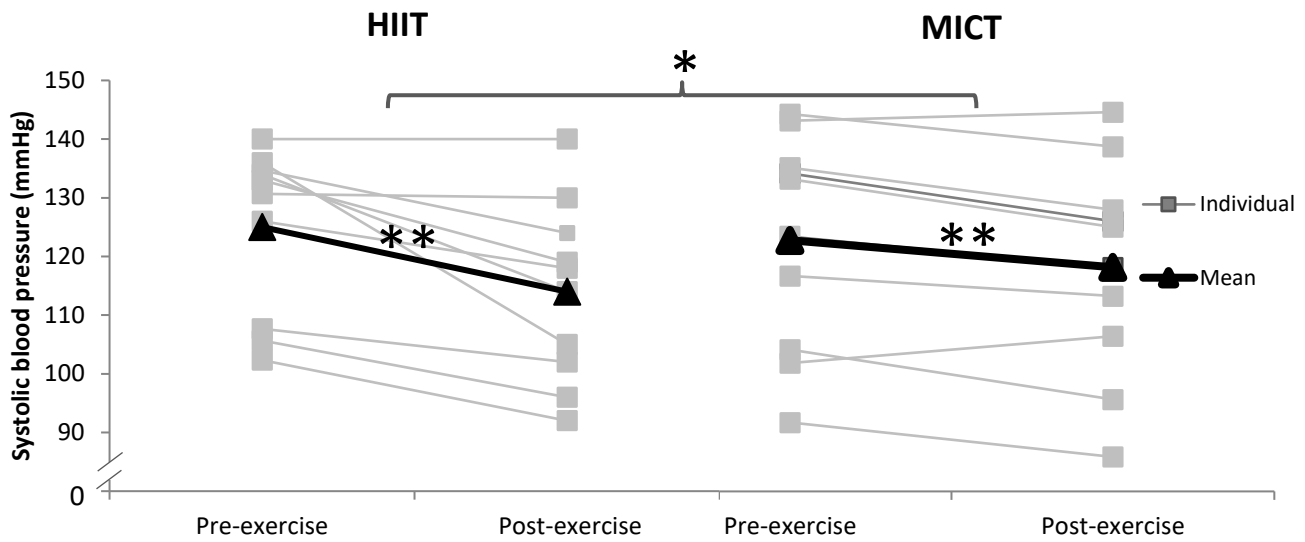 HIIT
MICT
*
Systolic blood pressure (mmHg)
150
140
130
120
110
100
90
0
**
**
Individual
Mean
Pre-exercise
Post-exercise
Pre-exercise
Post-exercise